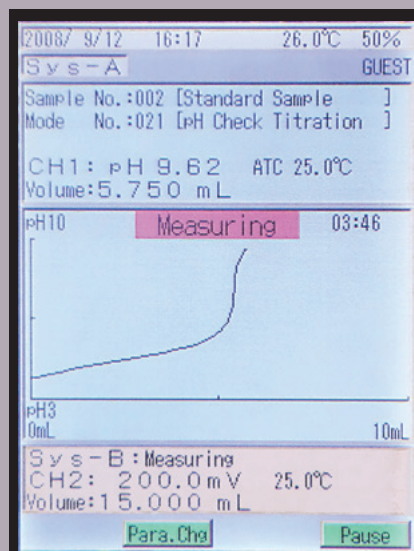 2008/ 9/12 16:17 26.0℃ 50%
Sys-A GUEST
Sample No.:002 [Standard Sample ]
Mode No.:021 [pH Check Titration ]
CH1: pH 9.62 ATC 25.0℃
Volume:5.750 mL
pH10 Measuring 03:46
pH3
0mL 10mL
Sys-B:Measuring
CH2: 200.0mV 25.0℃
Volume:15.000 mL
Para.Chg Pause